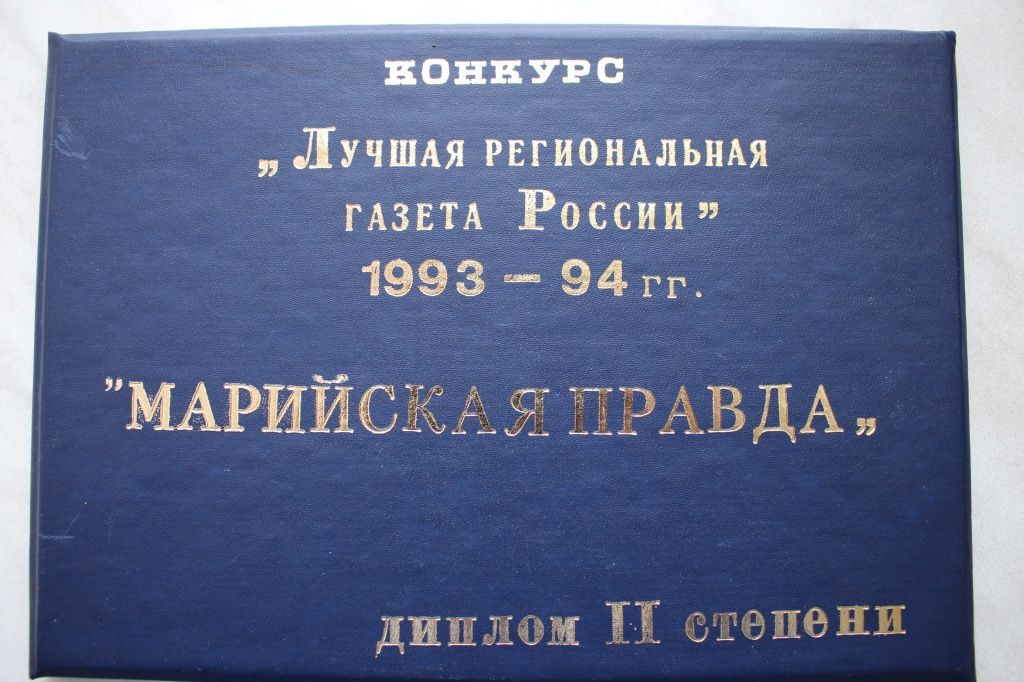 КОНКУРС
„Лучшая региональная
газета России”
1993 – 94 гг.
”МАРИЙСКАЯ ПРАВДА„
диплом II степени